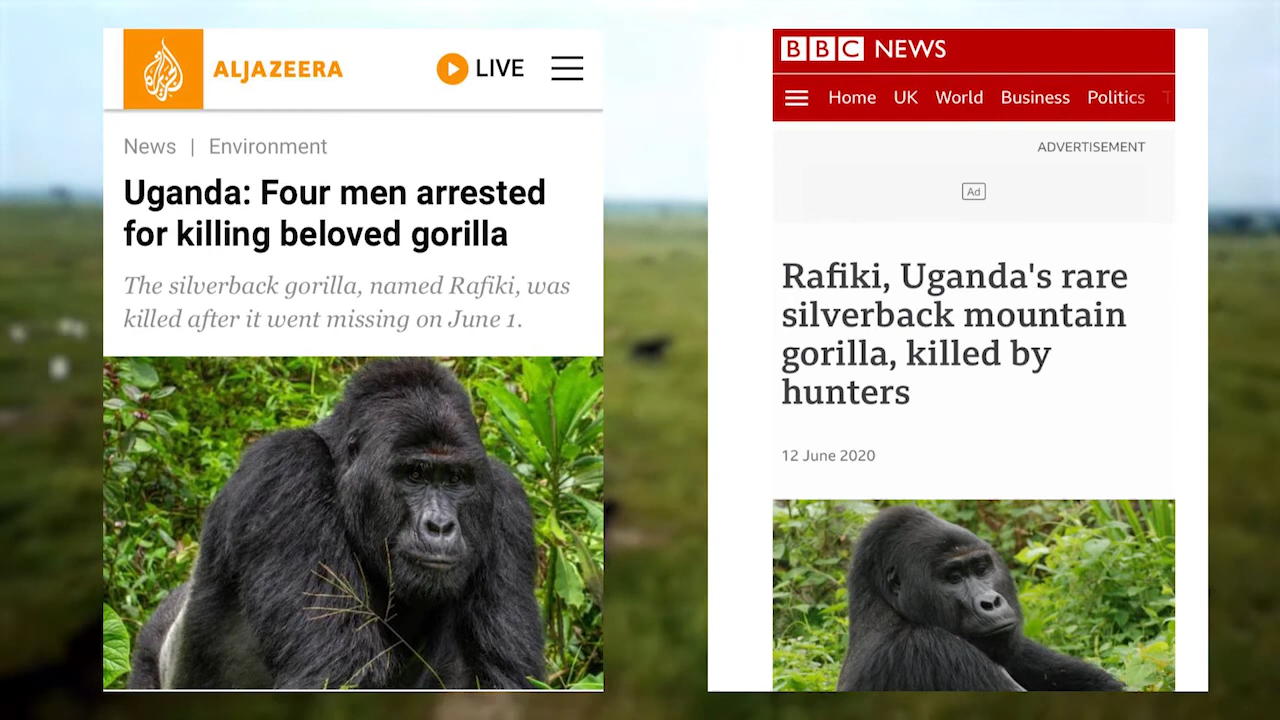 ALJAZEERA
LIVE
News | Environment
Uganda: Four men arrested
for killing beloved gorilla
The silverback gorilla, named Rafiki, was
killed after it went missing on June 1.
BBC NEWS
Home UK World Business Politics T
ADVERTISEMENT
Ad
Rafiki, Uganda's rare
silverback mountain
gorilla, killed by
hunters
12 June 2020